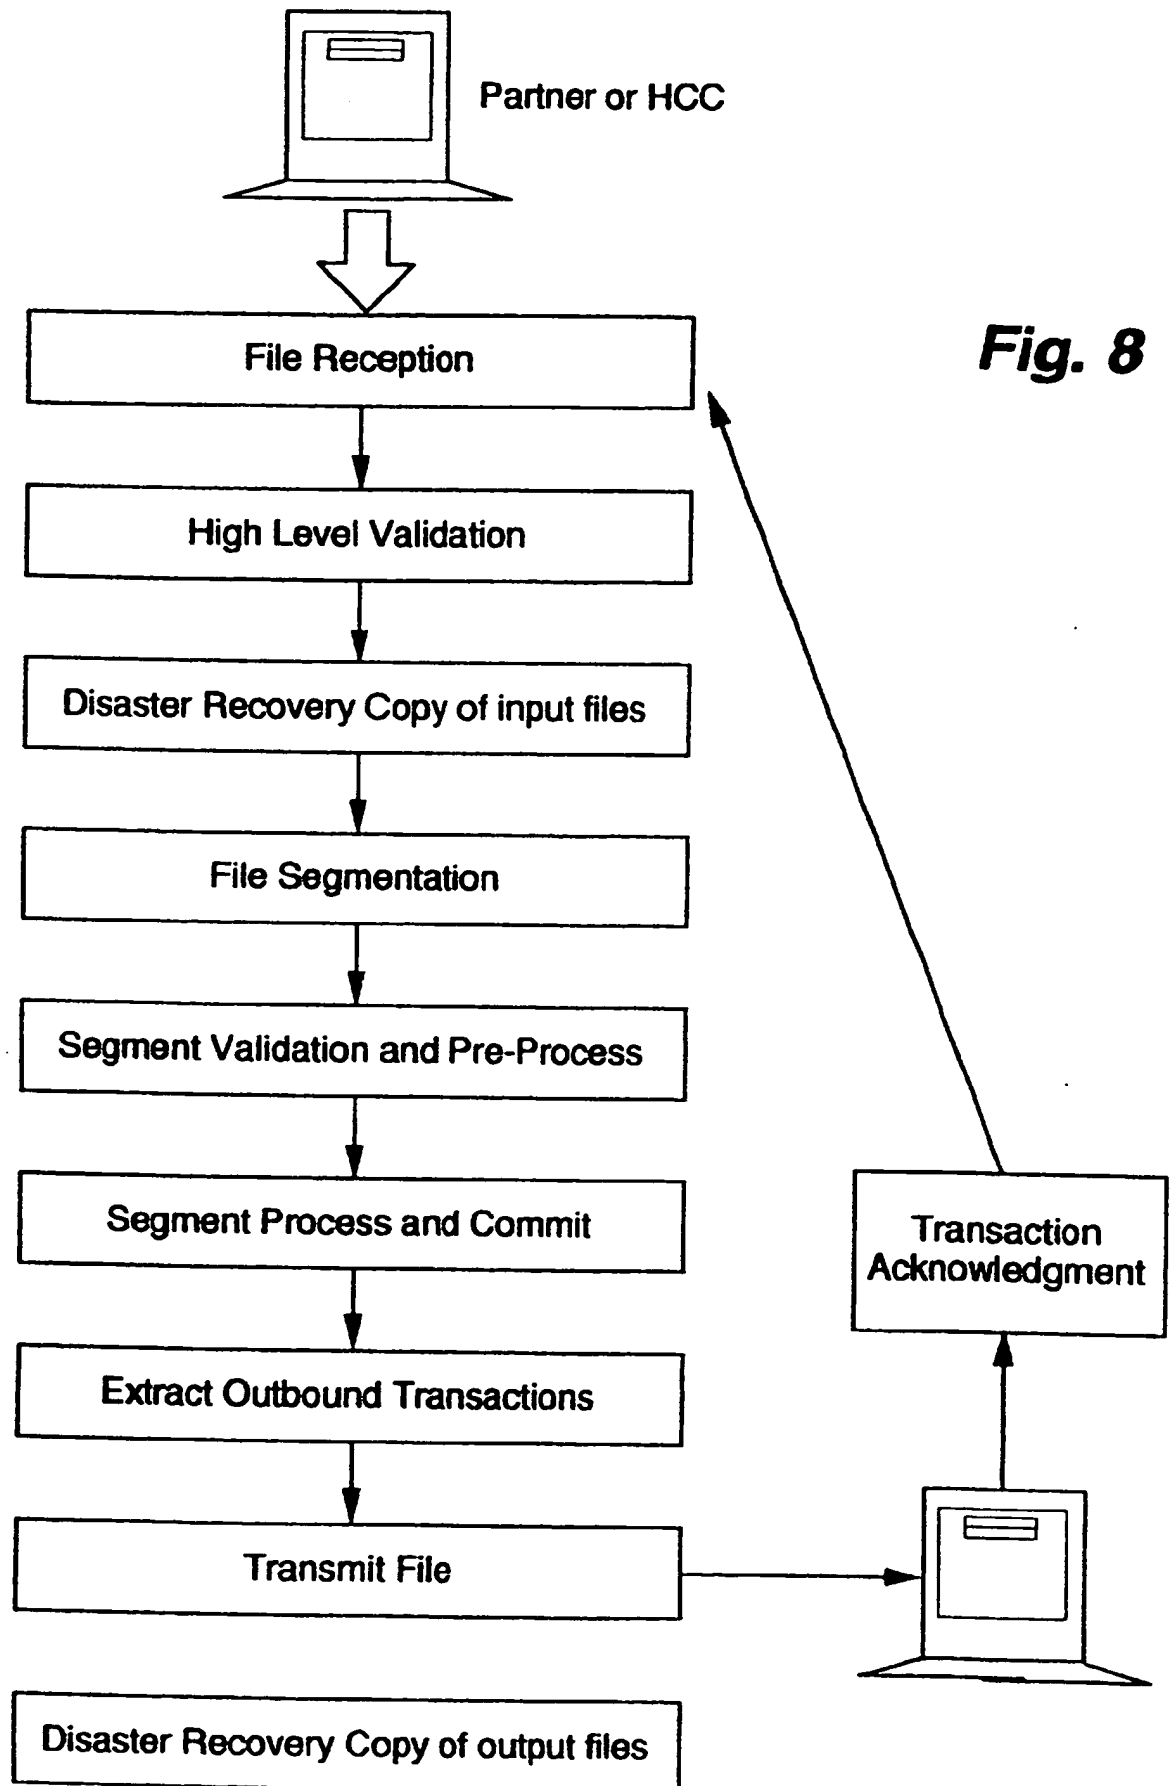 Partner or HCC
Fig. 8
File Reception
High Level Validation
Disaster Recovery Copy of input files
File Segmentation
Segment Validation and Pre-Process
Segment Process and Commit
Transaction
Acknowledgment
Extract Outbound Transactions
Transmit File
Disaster Recovery Copy of output files